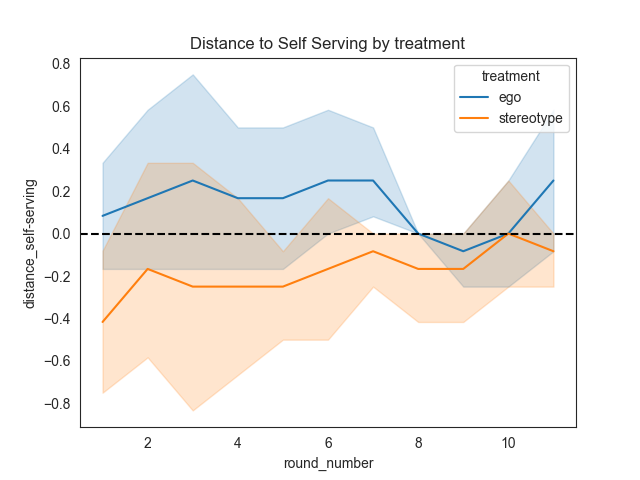 Distance to Self Serving by treatment
treatment
ego
stereotype
distance_self-serving
0.8
0.6
0.4
0.2
0.0
−0.2
−0.4
−0.6
−0.8
2 4 6 8 10
round_number